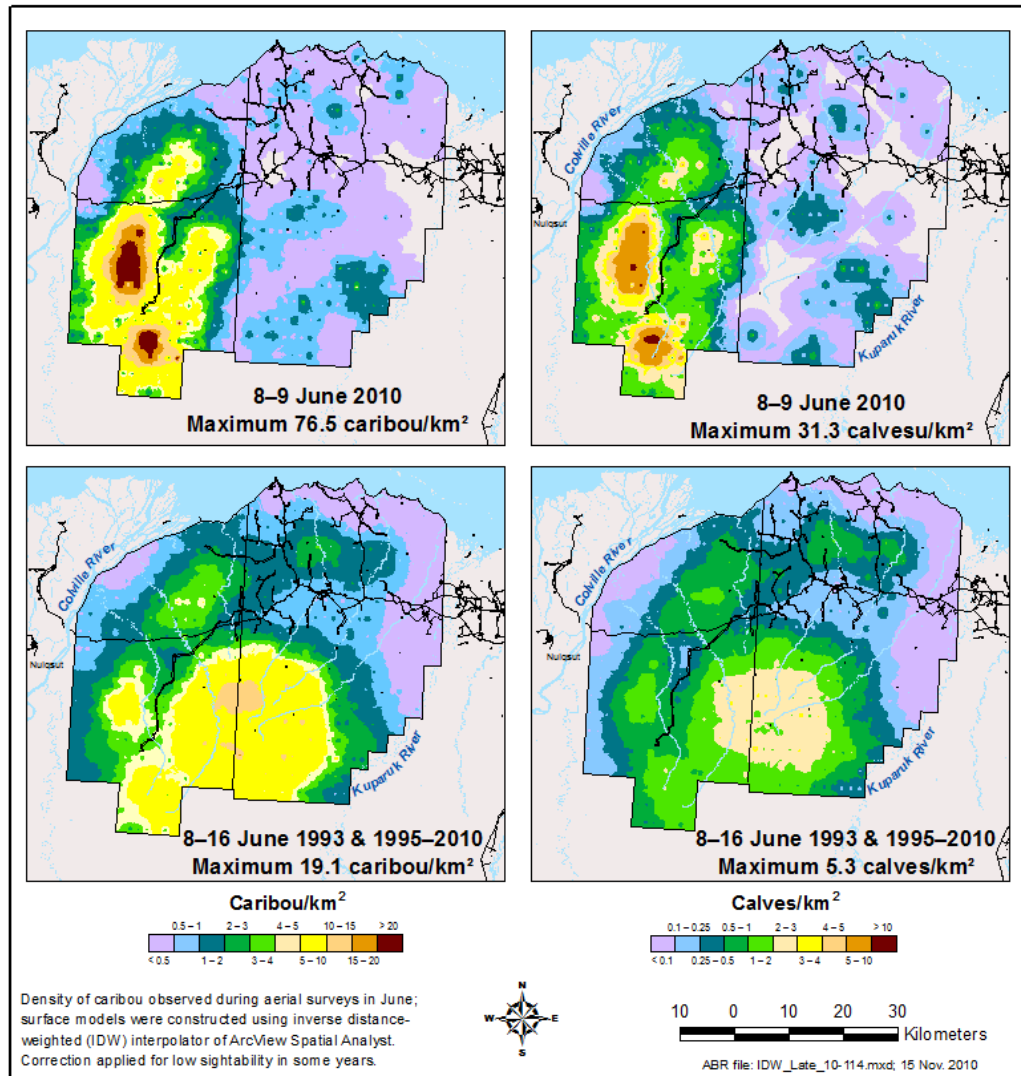 Nuiqsut
8–9 June 2010
Maximum 76.5 caribou/km²
Colville River
Nuiqsut
Kuparuk River
8–9 June 2010
Maximum 31.3 calvesu/km²
Colville River
Nuiqsut
Kuparuk River
8–16 June 1993 & 1995–2010
Maximum 19.1 caribou/km²
Colville River
Nuiqsut
Kuparuk River
8–16 June 1993 & 1995–2010
Maximum 5.3 calves/km²
Caribou/km²
0.5 – 1 2 – 3 4 – 5 10 – 15 > 20
< 0.5 1 – 2 3 – 4 5 – 10 15 – 20
Calves/km²
0.1 – 0.25 0.5 – 1 2 – 3 4 – 5 > 10
< 0.1 0.25 – 0.5 1 – 2 3 – 4 5 – 10
Density of caribou observed during aerial surveys in June;
surface models were constructed using inverse distance-
weighted (IDW) interpolator of ArcView Spatial Analyst.
Correction applied for low sightability in some years.
N
W E
S
10 0 10 20 30
Kilometers
ABR file: IDW_Late_10-114.mxd; 15 Nov. 2010